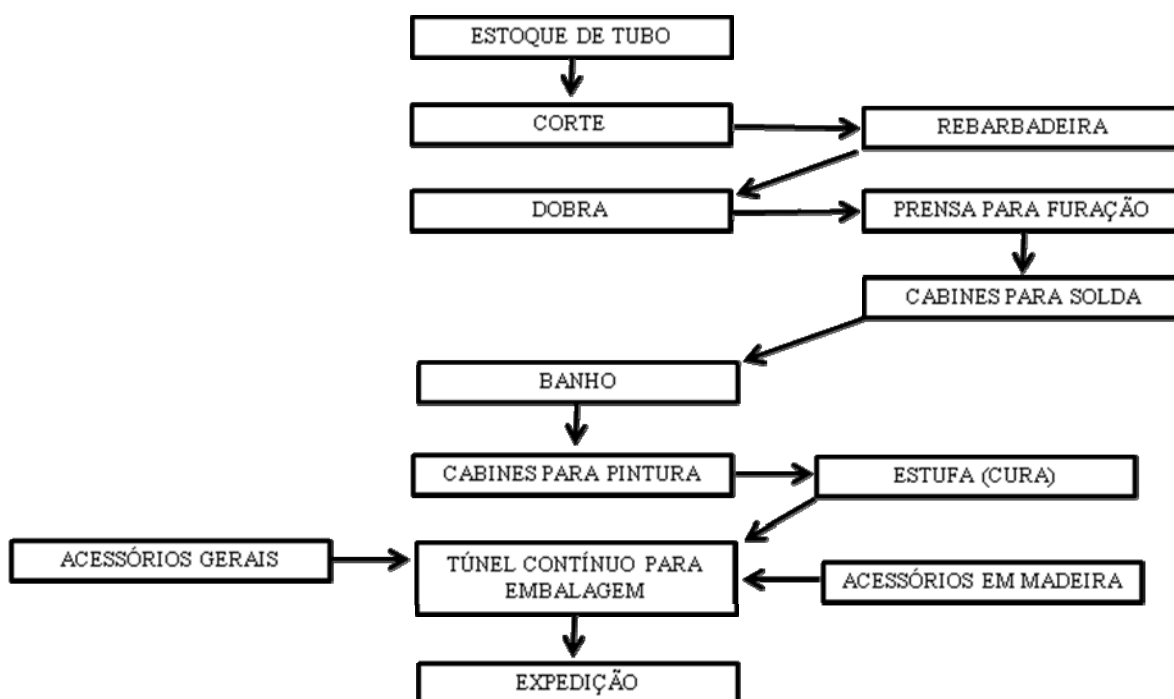 ESTOQUE DE TUBO
CORTE
REBARBADEIRA
DOBRA
PRENSA PARA FURAÇÃO
CABINES PARA SOLDA
BANHO
CABINES PARA PINTURA
ESTUFA (CURA)
ACESSÓRIOS GERAIS
TÚNEL CONTÍNUO PARA
EMBALAGEM
ACESSÓRIOS EM MADEIRA
EXPEDIÇÃO